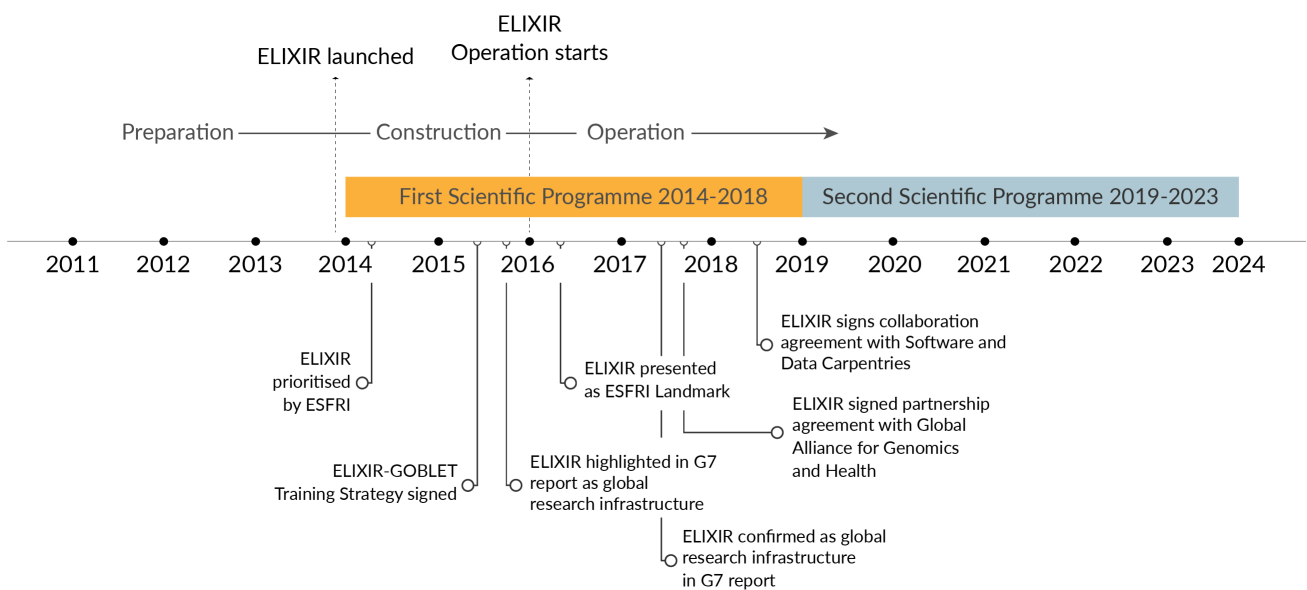 ELIXIR launched
ELIXIR
Operation starts
Preparation
Construction
Operation
First Scientific Programme 2014-2018
Second Scientific Programme 2019-2023
2011
2012
2013
2014
2015
2016
2017
2018
2019
2020
2021
2022
2023
2024
ELIXIR
prioritised
by ESFRI
ELIXIR-GOBLET
Training Strategy signed
ELIXIR highlighted in G7
report as global
research infrastructure
ELIXIR presented
as ESFRI Landmark
ELIXIR confirmed as global
research infrastructure
in G7 report
ELIXIR signed partnership
agreement with Global
Alliance for Genomics
and Health
ELIXIR signs collaboration
agreement with Software and
Data Carpentries